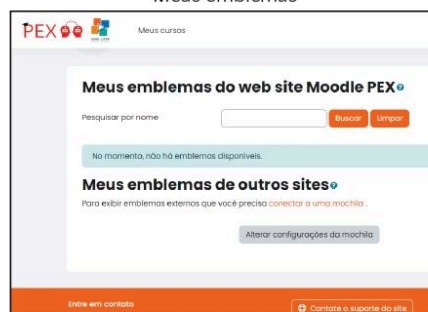 Meus emblemas
PEX
Meus cursos
Meus emblemas do web site Moodle PEX
Pesquisar por nome
Buscar
Limpar
No momento, não há emblemas disponíveis.
Meus emblemas de outros sites
Para exibir emblemas externos que você precisa conectar a uma mochila .
Alterar configurações da mochila
Entre em contato
Contate o suporte do site